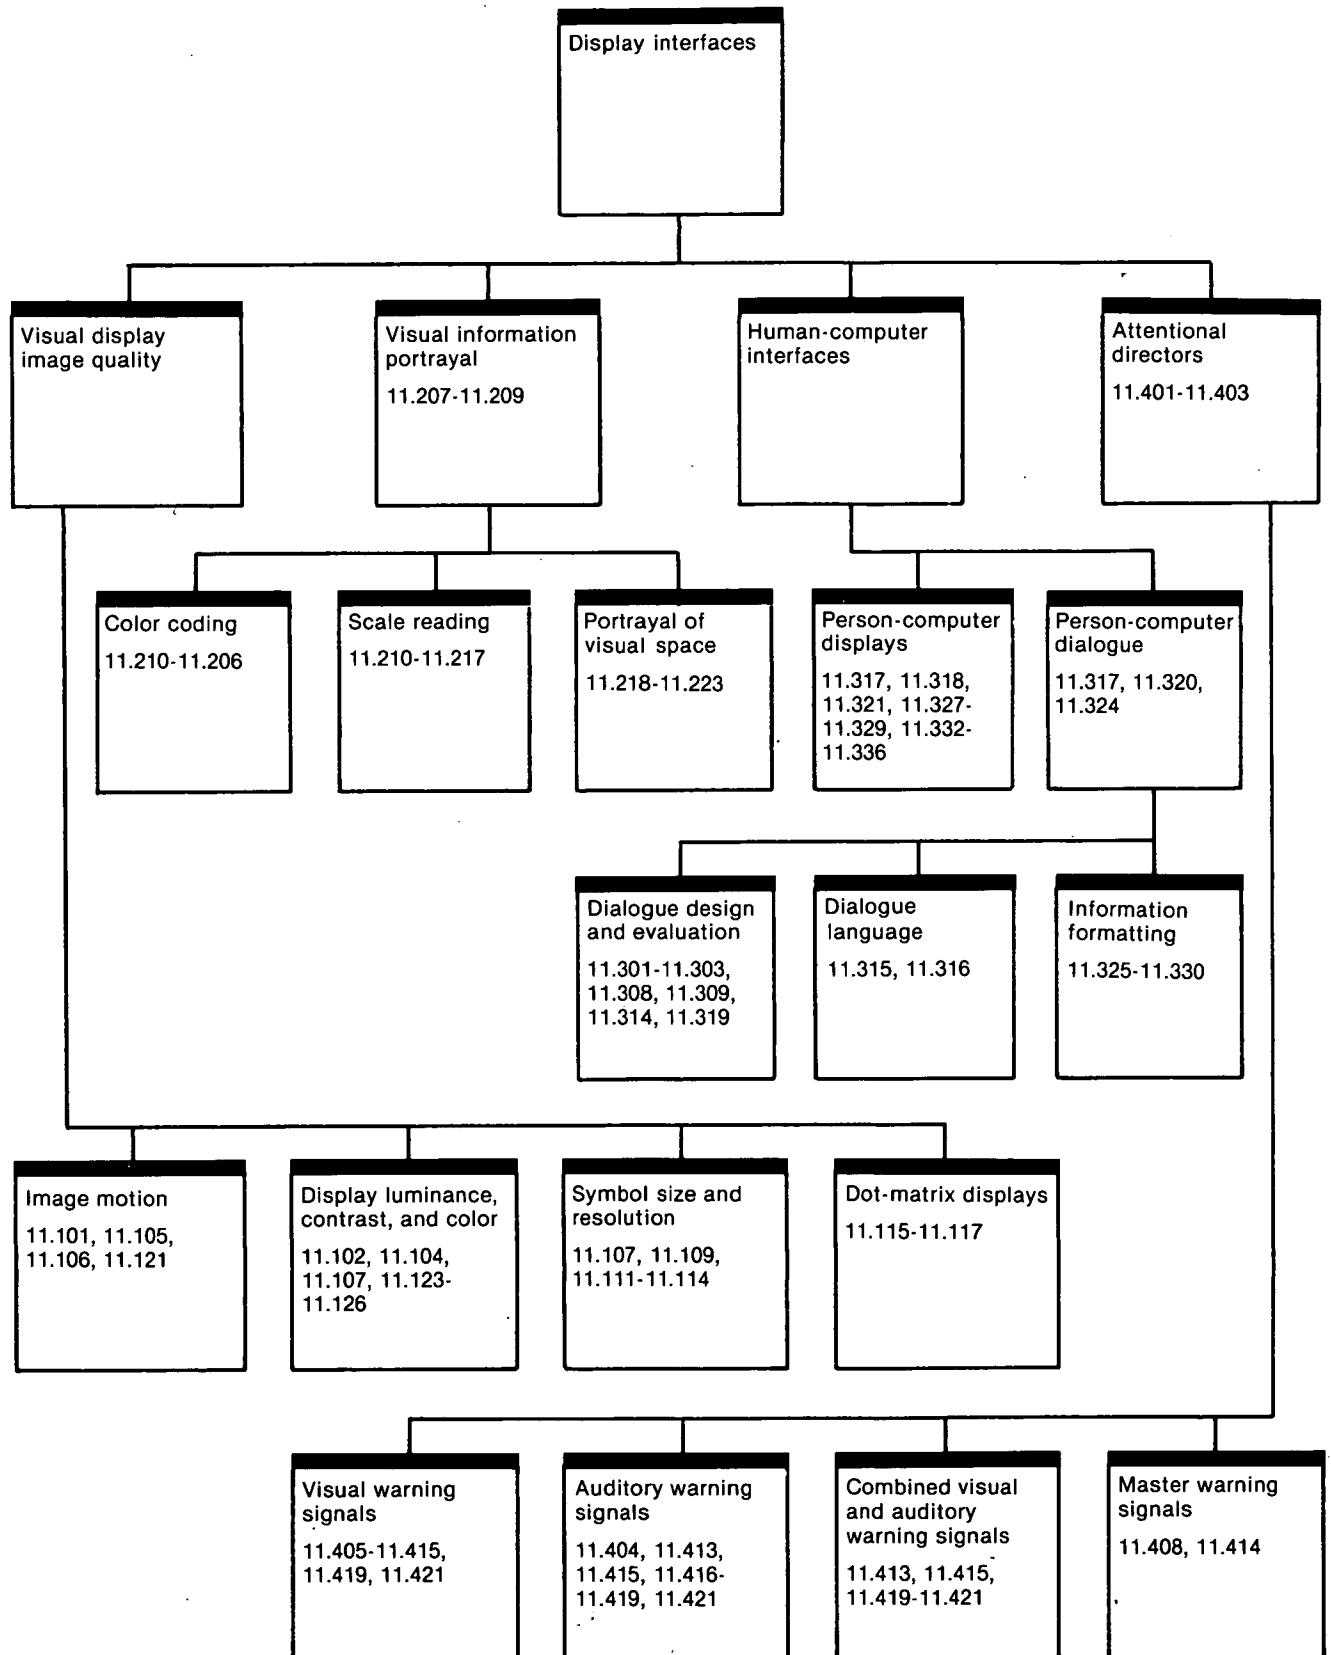 Display interfaces
Visual display
image quality
Visual information
portrayal
11.207-11.209
Human-computer
interfaces
Attentional
directors
11.401-11.403
Color coding
11.210-11.206
Scale reading
11.210-11.217
Portrayal of
visual space
11.218-11.223
Person-computer
displays
11.317, 11.318,
11.321, 11.327-
11.329, 11.332-
11.336
Person-computer
dialogue
11.317, 11.320,
11.324
Dialogue design
and evaluation
11.301-11.303,
11.308, 11.309,
11.314, 11.319
Dialogue
language
11.315, 11.316
Information
formatting
11.325-11.330
Image motion
11.101, 11.105,
11.106, 11.121
Display luminance,
contrast, and color
11.102, 11.104,
11.107, 11.123-
11.126
Symbol size and
resolution
11.107, 11.109,
11.111-11.114
Dot-matrix displays
11.115-11.117
Visual warning
signals
11.405-11.415,
11.419, 11.421
Auditory warning
signals
11.404, 11.413,
11.415, 11.416-
11.419, 11.421
Combined visual
and auditory
warning signals
11.413, 11.415,
11.419-11.421
Master warning
signals
11.408, 11.414